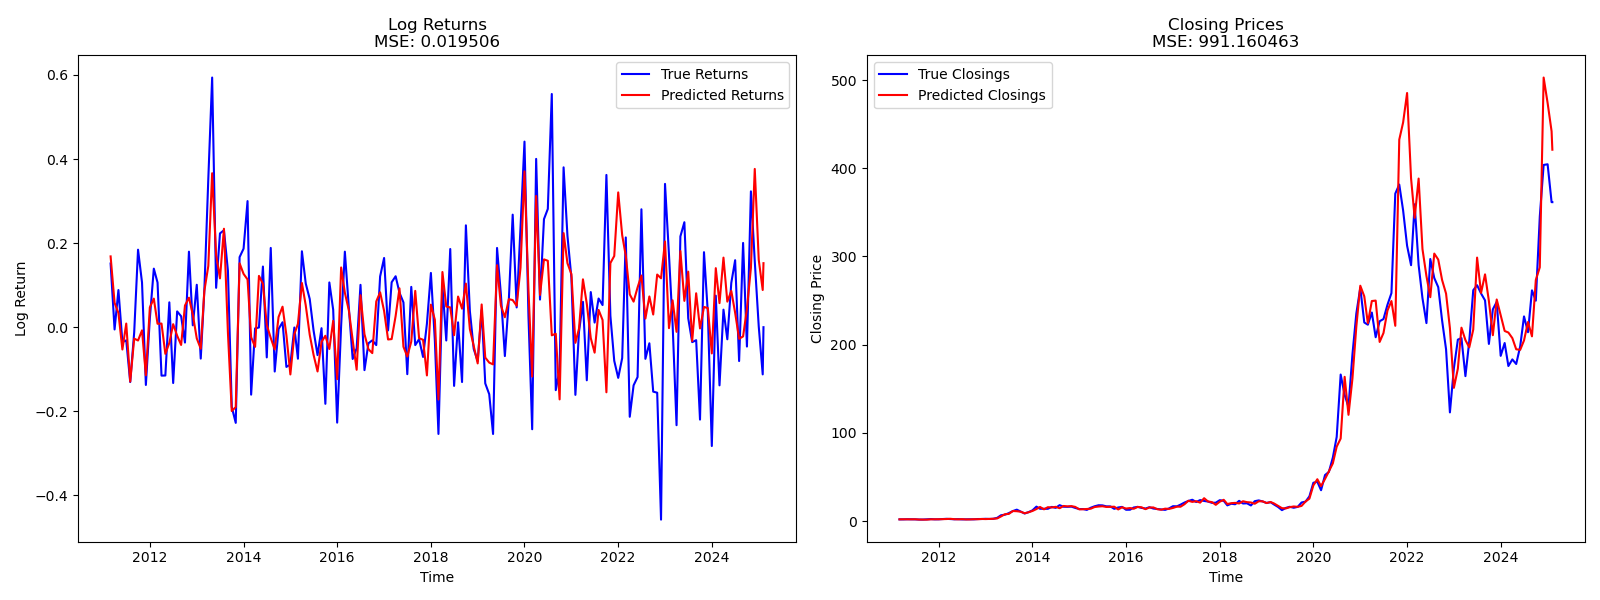 Log Returns
MSE: 0.019506
True Returns
Predicted Returns
0.6
0.4
0.2
0.0
−0.2
−0.4
Log Return
2012
2014
2016
2018
2020
2022
2024
Time
Closing Prices
MSE: 991.160463
True Closings
Predicted Closings
500
400
300
200
100
0
Closing Price
2012
2014
2016
2018
2020
2022
2024
Time